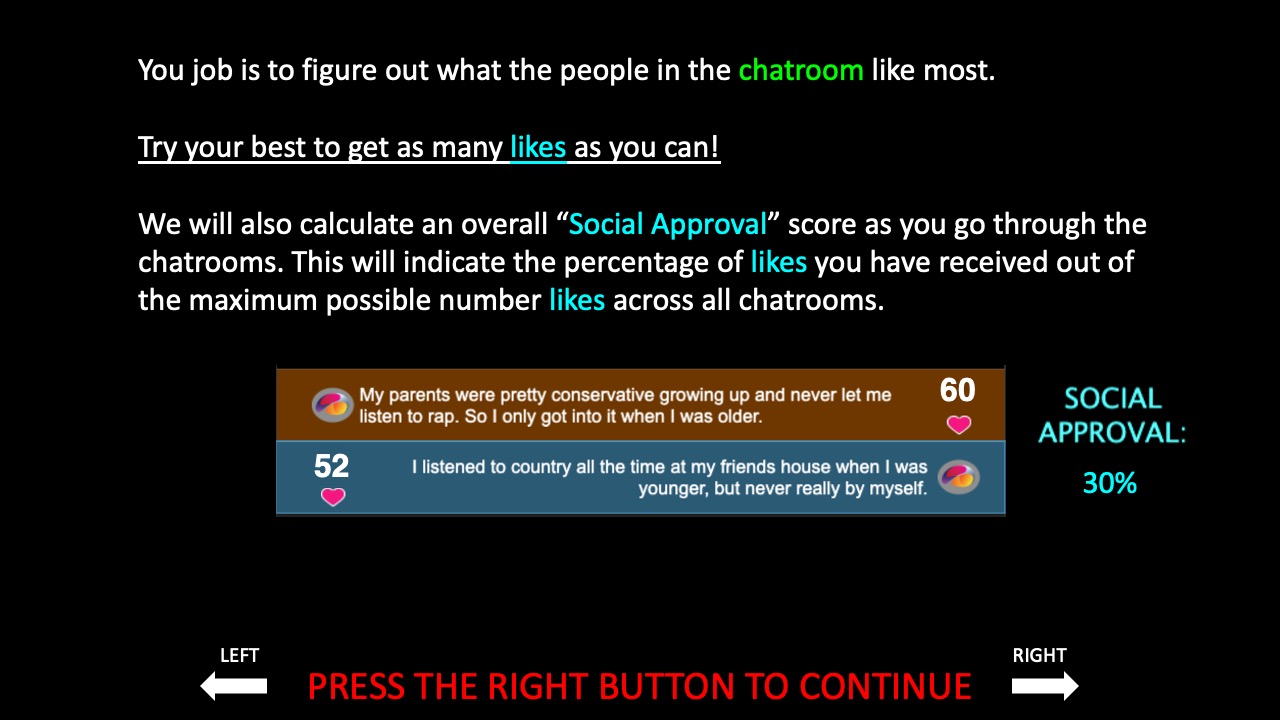 You job is to figure out what the people in the chatroom like most.
Try your best to get as many likes as you can!
We will also calculate an overall “Social Approval” score as you go through the
chatrooms. This will indicate the percentage of likes you have received out of
the maximum possible number likes across all chatrooms.
My parents were pretty conservative growing up and never let me
listen to rap. So I only got into it when I was older.
60
52
I listened to country all the time at my friends house when I was
younger, but never really by myself.
SOCIAL
APPROVAL:
30%
LEFT
RIGHT
PRESS THE RIGHT BUTTON TO CONTINUE